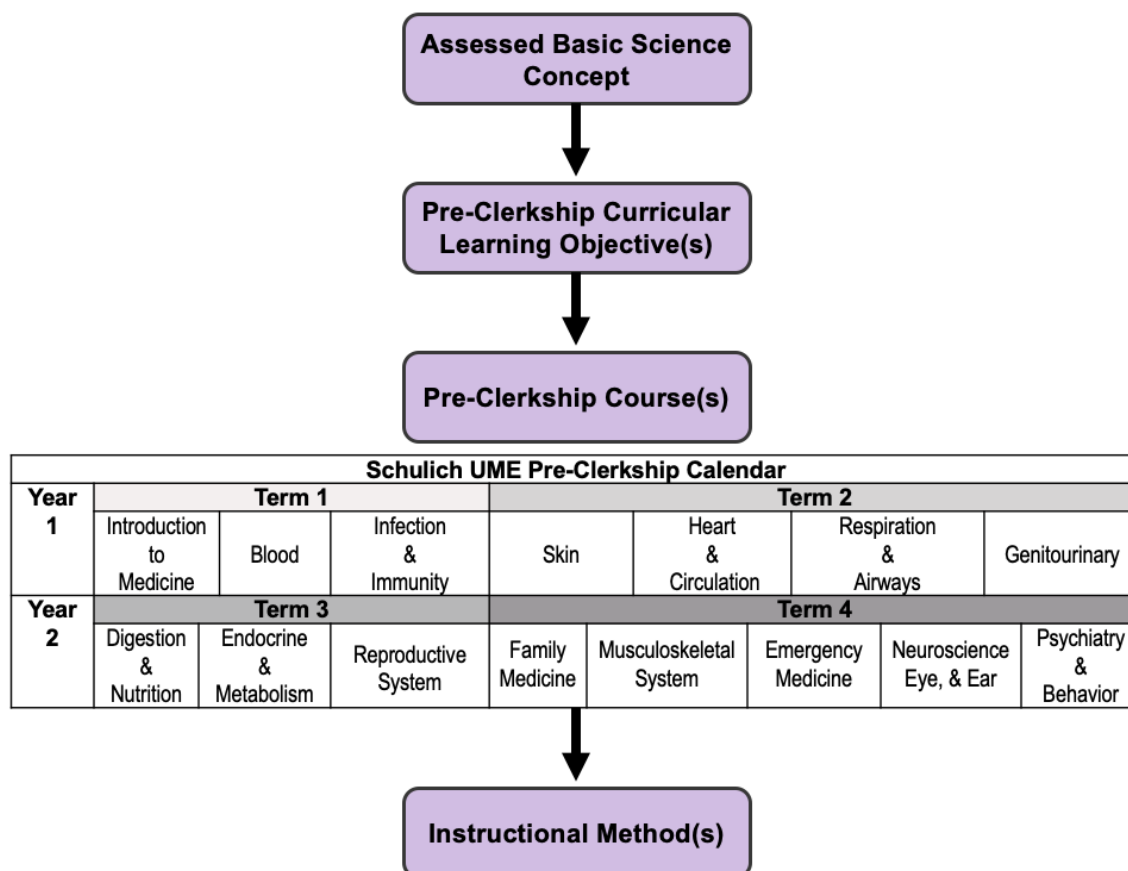 Assessed Basic Science
Concept
Pre-Clerkship Curricular
Learning Objective(s)
Pre-Clerkship Course(s)
Schulich UME Pre-Clerkship Calendar
Year
1
Term 1
Term 2
Introduction
to
Medicine
Blood
Infection
&
Immunity
Skin
Heart
&
Circulation
Respiration
&
Airways
Genitourinary
Year
2
Term 3
Term 4
Digestion
&
Nutrition
Endocrine
&
Metabolism
Reproductive
System
Family
Medicine
Musculoskeletal
System
Emergency
Medicine
Neuroscience
Eye, & Ear
Psychiatry
&
Behavior
Instructional Method(s)